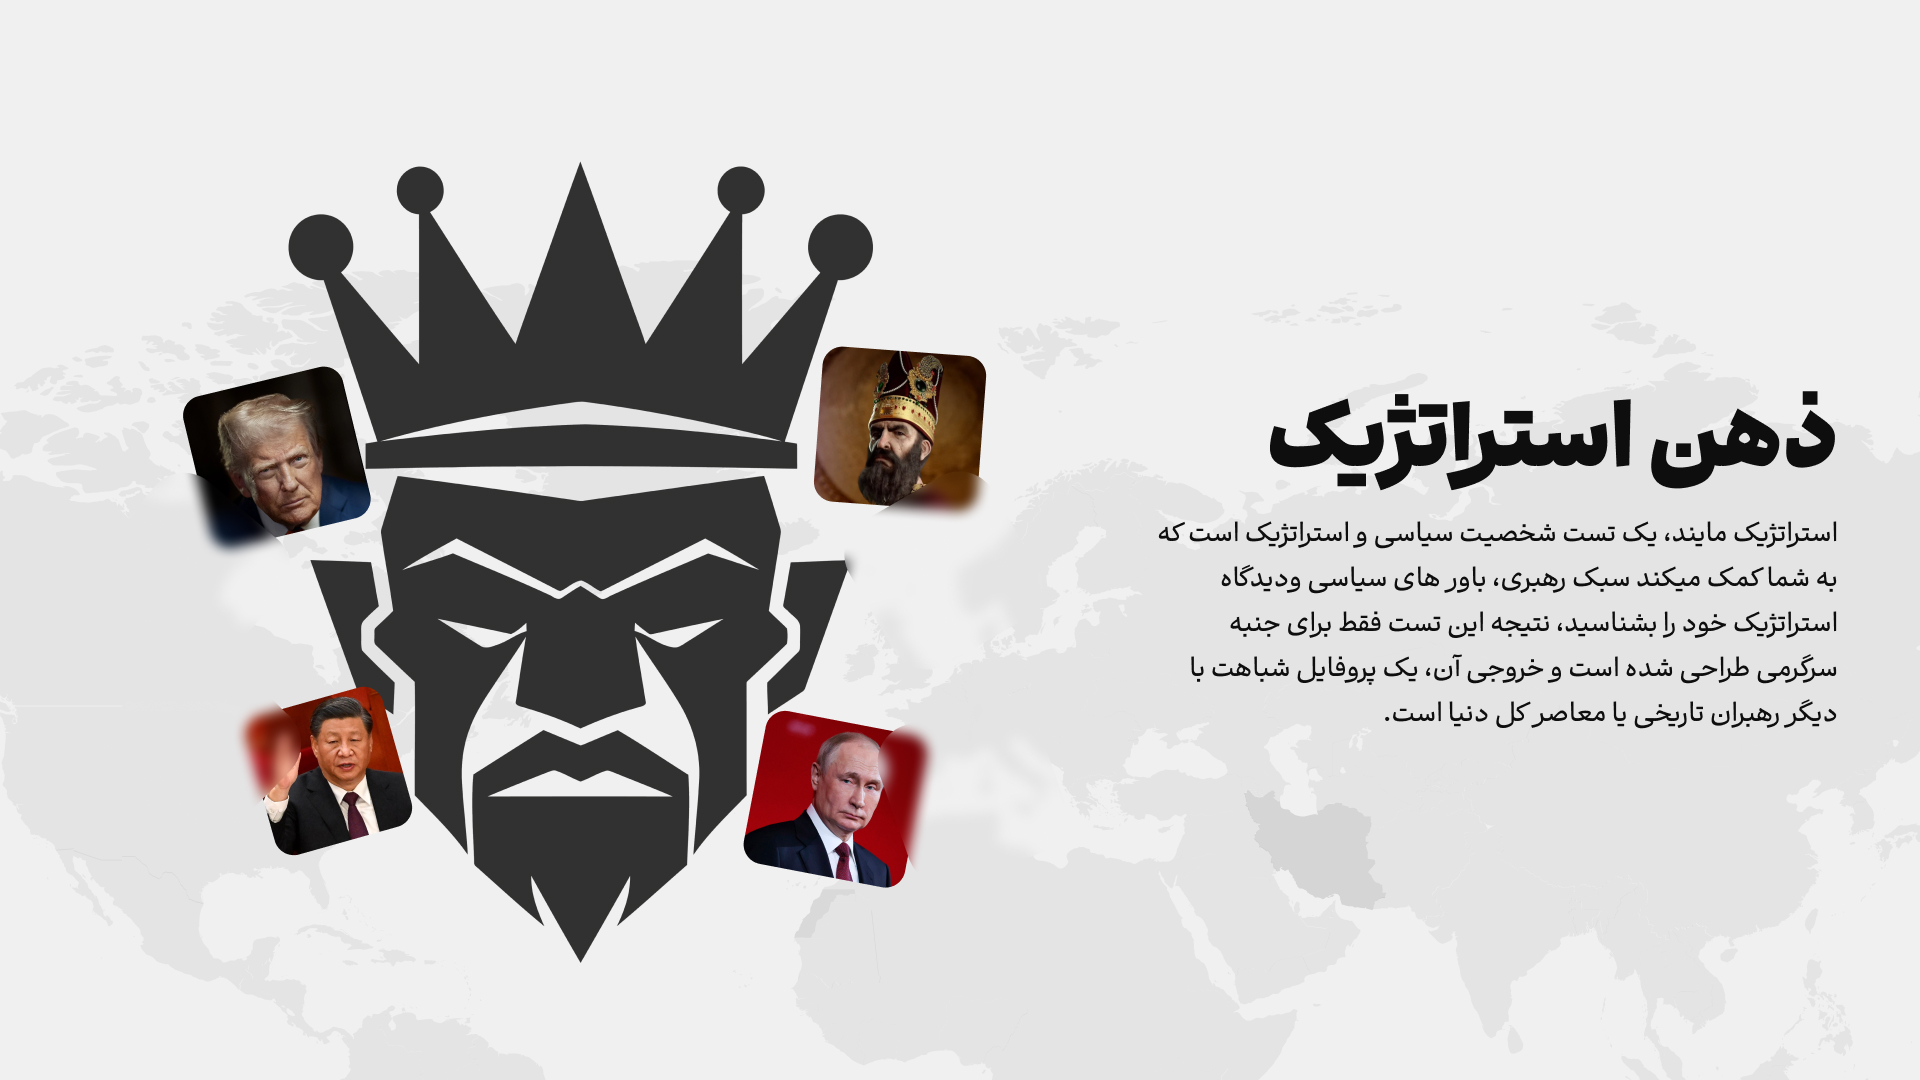 ذهن استراتژیک
استراتژیک مایند، یک تست شخصیت سیاسی و استراتژیک است که
به شما کمک میکند سبک رهبری، باور های سیاسی ودیدگاه
استراتژیک خود را بشناسید، نتیجه این تست فقط برای جنبه
سرگرمی طراحی شده است و خروجی آن، یک پروفایل شباهت با
دیگر رهبران تاریخی یا معاصر کل دنیا است.